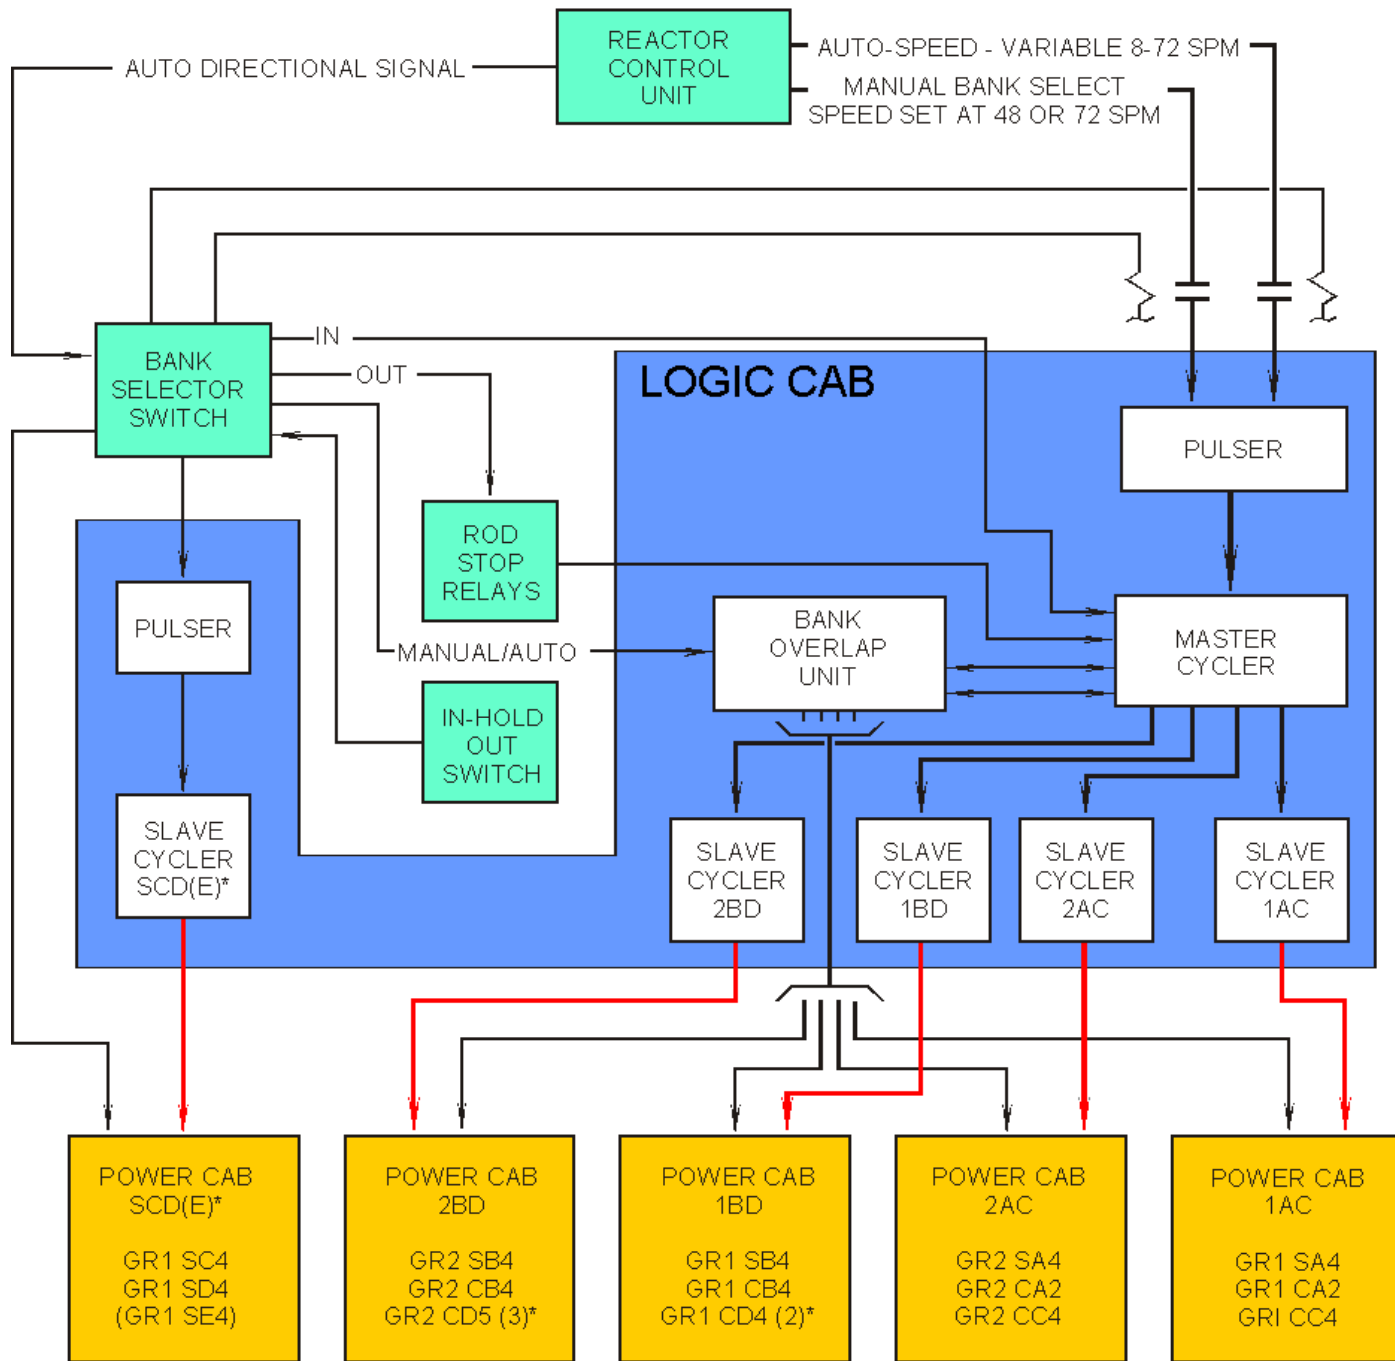 REACTOR
CONTROL
UNIT
AUTO-SPEED - VARIABLE 8-72 SPM
MANUAL BANK SELECT
SPEED SET AT 48 OR 72 SPM
AUTO DIRECTIONAL SIGNAL
BANK
SELECTOR
SWITCH
IN
OUT
LOGIC CAB
PULSER
ROD
STOP
RELAYS
PULSER
MANUAL/AUTO
BANK
OVERLAP
UNIT
MASTER
CYCLER
IN-HOLD
OUT
SWITCH
SLAVE
CYCLER
SCD(E)*
SLAVE
CYCLER
2BD
SLAVE
CYCLER
1BD
SLAVE
CYCLER
2AC
SLAVE
CYCLER
1AC
POWER CAB
SCD(E)*
GR1 SC4
GR1 SD4
(GR1 SE4)
POWER CAB
2BD
GR2 SB4
GR2 CB4
GR2 CD5 (3)*
POWER CAB
1BD
GR1 SB4
GR1 CB4
GR1 CD4 (2)*
POWER CAB
2AC
GR2 SA4
GR2 CA2
GR2 CC4
POWER CAB
1AC
GR1 SA4
GR1 CA2
GRI CC4